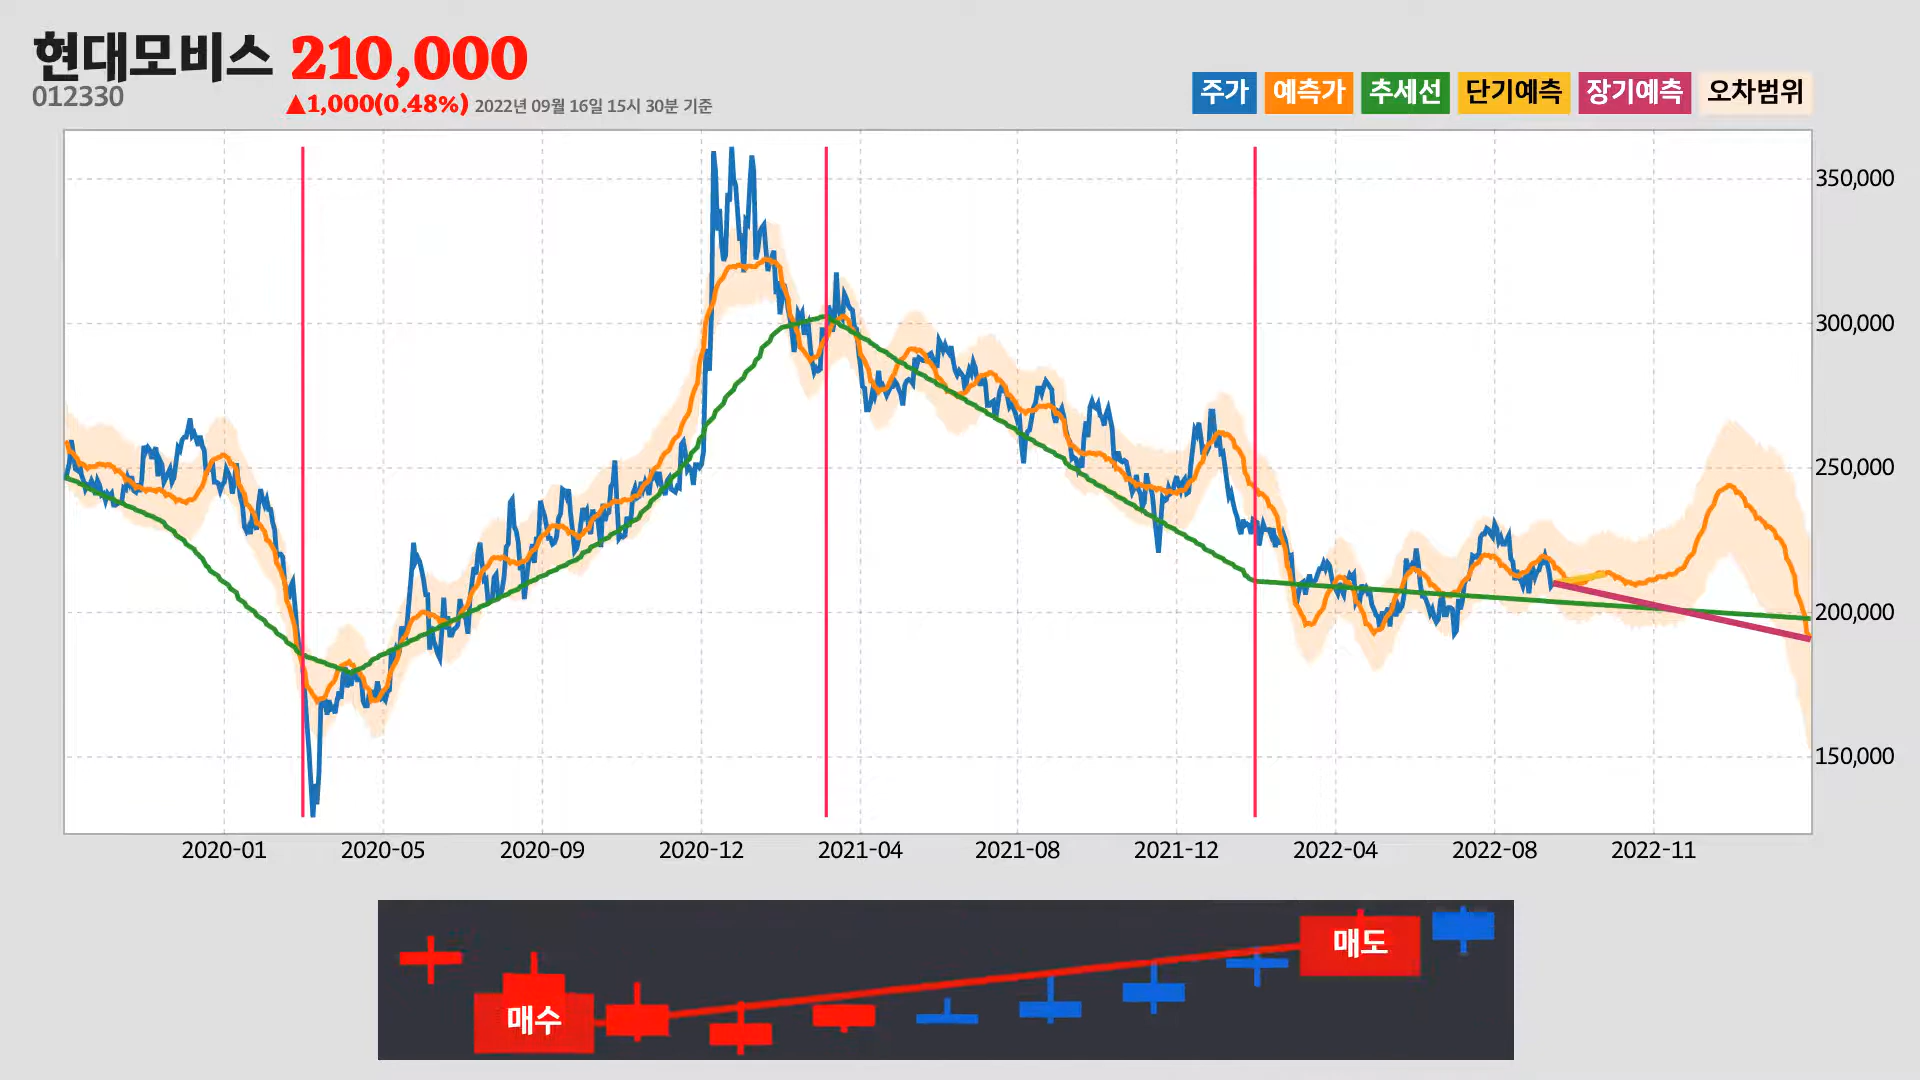 현대모비스 210,000
012330 ▲1,000(0.48%) 2022년 09월 16일 15시 30분 기준
주가 예측가 추세선 단기예측 장기예측 오차범위
350,000
300,000
250,000
200,000
150,000
2020-01 2020-05 2020-09 2020-12 2021-04 2021-08 2021-12 2022-04 2022-08 2022-11
매도
매수